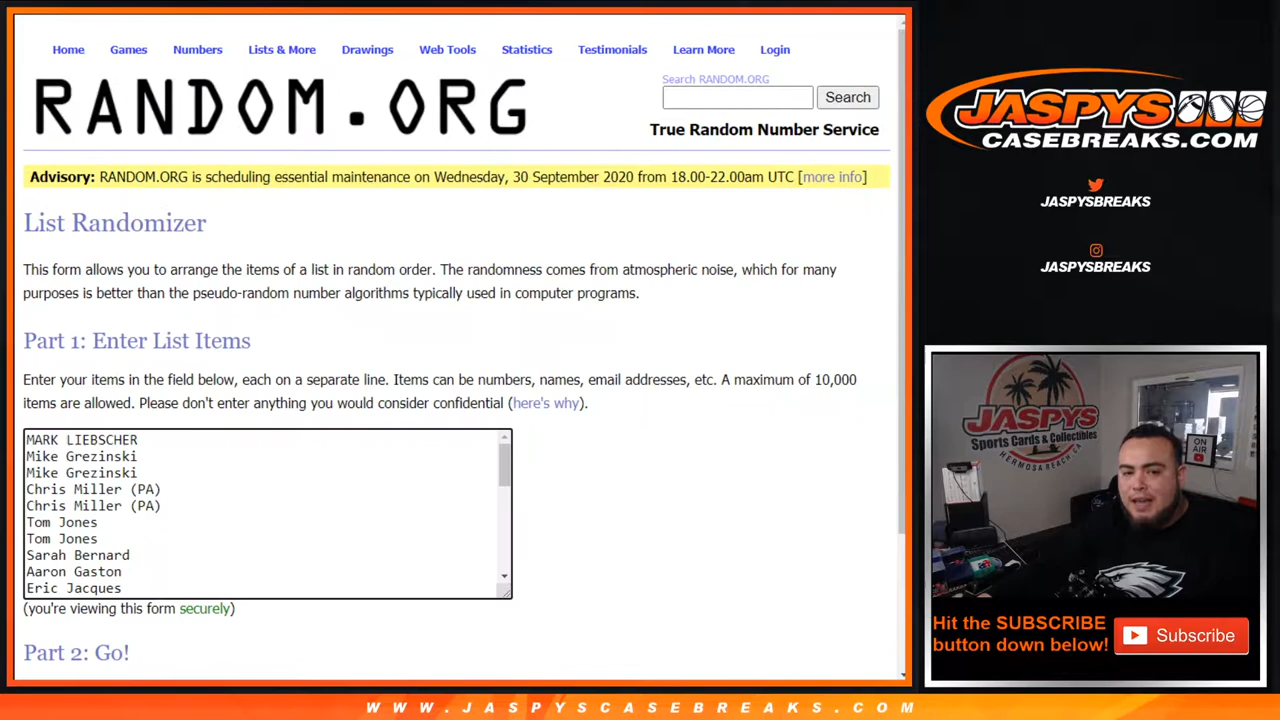 Home Games Numbers Lists & More Drawings Web Tools Statistics Testimonials Learn More Login
RANDOM.ORG
Search RANDOM.ORG
Search
True Random Number Service
Advisory: RANDOM.ORG is scheduling essential maintenance on Wednesday, 30 September 2020 from 18.00-22.00am UTC [more info]
List Randomizer
This form allows you to arrange the items of a list in random order. The randomness comes from atmospheric noise, which for many
purposes is better than the pseudo-random number algorithms typically used in computer programs.
Part 1: Enter List Items
Enter your items in the field below, each on a separate line. Items can be numbers, names, email addresses, etc. A maximum of 10,000
items are allowed. Please don't enter anything you would consider confidential (here's why).
MARK LIEBSCHER
Mike Grezinski
Mike Grezinski
Chris Miller (PA)
Chris Miller (PA)
Tom Jones
Tom Jones
Sarah Bernard
Aaron Gaston
Eric Jacques
(you're viewing this form securely)
Part 2: Go!
JASPYS
CASEBREAKS.COM
JASPYSBREAKS
JASPYSBREAKS
JASPYS
Sports Cards & Collectibles
HERMOSA BEACH CA
ON
AIR
Hit the SUBSCRIBE
button down below!
Subscribe
WWW.JASPYSCASEBREAKS.COM